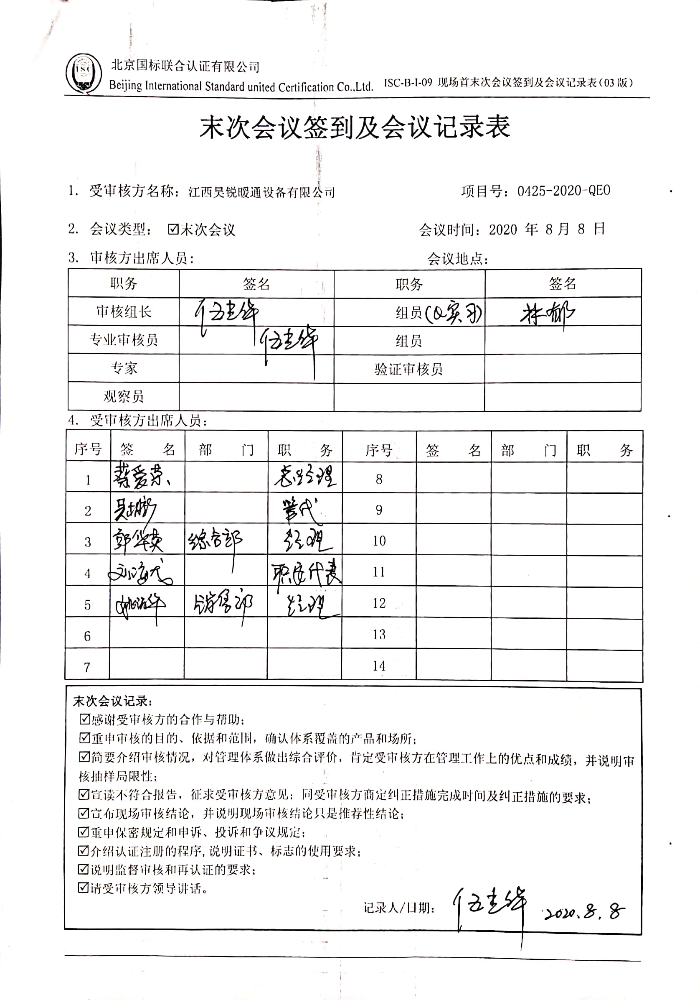 北京国标联合认证有限公司
Beijing International Standard united Certification Co.,Ltd. ISC-B-I-09 现场首末次会议签到及会议记录表(03 版)
ISC
末次会议签到及会议记录表
1. 受审核方名称：江西昊锐暖通设备有限公司 项目号：0425-2020-QEO
2. 会议类型： ☑末次会议 会议时间：2020 年 8 月 8 日
3. 审核方出席人员： 会议地点：
职务 签名 职务 签名
审核组长 伍光华 组员(Q实习) 林郁
专业审核员 伍光华 组员
专家 验证审核员
观察员
4. 受审核方出席人员：
序号 签 名 部 门 职 务 序号 签 名 部 门 职 务
1 蔡爱荣 总经理 8
2 管代 9
3 郭华英 综合部 经理 10
4 职安代表 11
5 销售部 经理 12
6 13
7 14
末次会议记录：
☑感谢受审核方的合作与帮助；
☑重申审核的目的、依据和范围，确认体系覆盖的产品和场所；
☑简要介绍审核情况，对管理体系做出综合评价，肯定受审核方在管理工作上的优点和成绩，并说明审
核抽样局限性；
☑宣读不符合报告，征求受审核方意见；同受审核方商定纠正措施完成时间及纠正措施的要求；
☑宣布现场审核结论，并说明现场审核结论只是推荐性结论；
☑重申保密规定和申诉、投诉和争议规定；
☑介绍认证注册的程序,说明证书、标志的使用要求；
☑说明监督审核和再认证的要求；
☑请受审核方领导讲话。
记录人/日期： 伍光华 2020.8.8